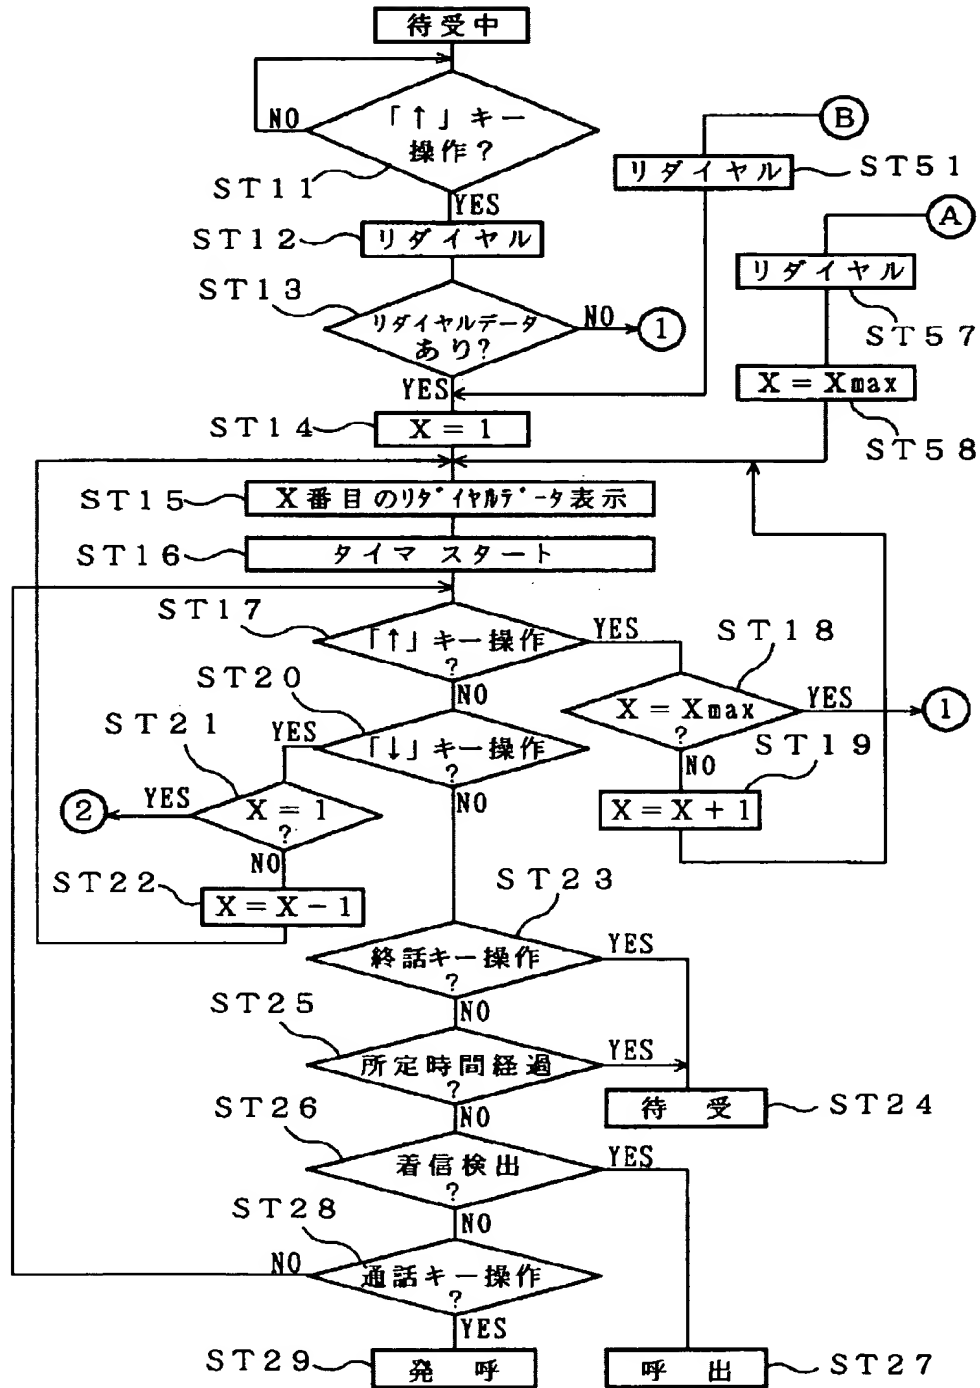 待受中
「↑」キー
操作?
NO
ST11
YES
B
リダイヤル
ST51
A
ST12
リダイヤル
リダイヤル
ST57
ST13
リダイヤルデータ
あり?
NO
1
YES
X=Xmax
ST58
ST14
X=1
ST15
X番目のリダイヤルデータ表示
ST16
タイマ スタート
ST17
「↑」キー操作
?
YES
NO
ST18
X=Xmax
?
YES
1
NO
ST19
X=X+1
ST20
「↓」キー操作
?
YES
NO
ST21
X=1
?
YES
2
NO
ST22
X=X-1
ST23
終話キー操作
?
YES
NO
ST25
所定時間経過
?
YES
NO
待 受
ST24
ST26
着信検出
?
YES
NO
ST28
通話キー操作
?
NO
YES
ST29
発 呼
呼 出
ST27